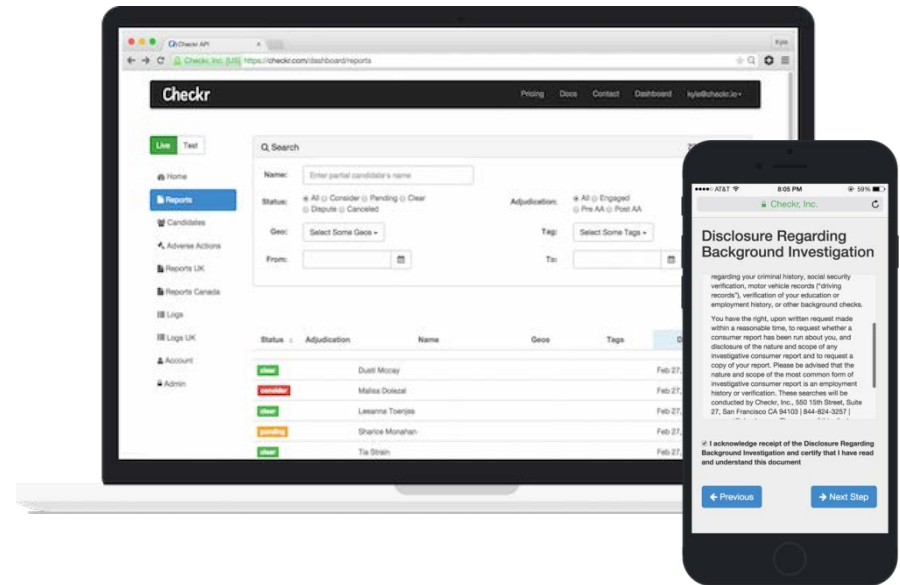 Checkr API
Kyle
Checkr, Inc. [US] https://checkr.com/dashboard/reports
Checkr
Pricing Docs Contact Dashboard kyle@checkr.io
Live Test
Home
Reports
Candidates
Adverse Actions
Reports UK
Reports Canada
Logs
Logs UK
Account
Admin
Search
Name: Enter partial candidate's name
Status: All Consider Pending Clear
Dispute Canceled
Adjudication: All Engaged
Pre AA Post AA
Geo: Select Some Geos
Tag: Select Some Tags
From:
To:
Status Adjudication Name Geos Tags D
clear Dusti Mocay Feb 27,
consider Malisa Dolezal Feb 27,
clear Leeanna Toenjes Feb 27,
pending Sharice Monahan Feb 27,
clear Tia Strain Feb 27,
AT&T 8:05 PM 59%
Checkr, Inc.
Disclosure Regarding
Background Investigation
regarding your criminal history, social security
verification, motor vehicle records ("driving
records"), verification of your education or
employment history, or other background checks.
You have the right, upon written request made
within a reasonable time, to request whether a
consumer report has been run about you, and
disclosure of the nature and scope of any
investigative consumer report and to request a
copy of your report. Please be advised that the
nature and scope of the most common form of
investigative consumer report is an employment
history or verification. These searches will be
conducted by Checkr, Inc., 550 15th Street, Suite
27, San Francisco CA 94103 | 844-824-3257 |
I acknowledge receipt of the Disclosure Regarding
Background Investigation and certify that I have read
and understand this document
Previous
Next Step